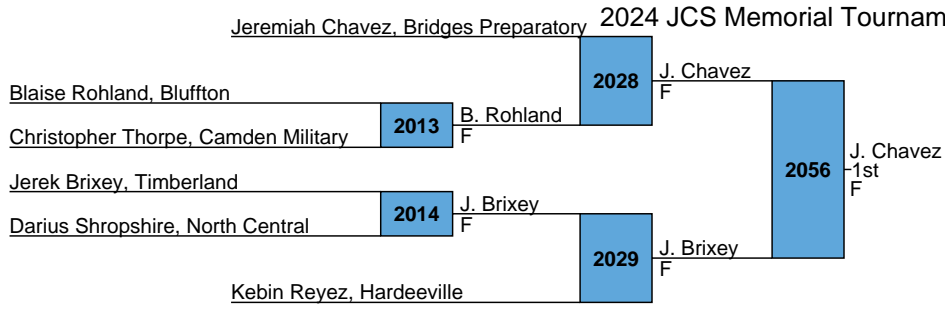 2024 JCS Memorial Tournam
Jeremiah Chavez, Bridges Preparatory
2028
J. Chavez
F
Blaise Rohland, Bluffton
2013
B. Rohland
F
Christopher Thorpe, Camden Military
2056
J. Chavez
1st
F
Jerek Brixey, Timberland
2014
J. Brixey
F
Darius Shropshire, North Central
2029
J. Brixey
F
Kebin Reyez, Hardeeville